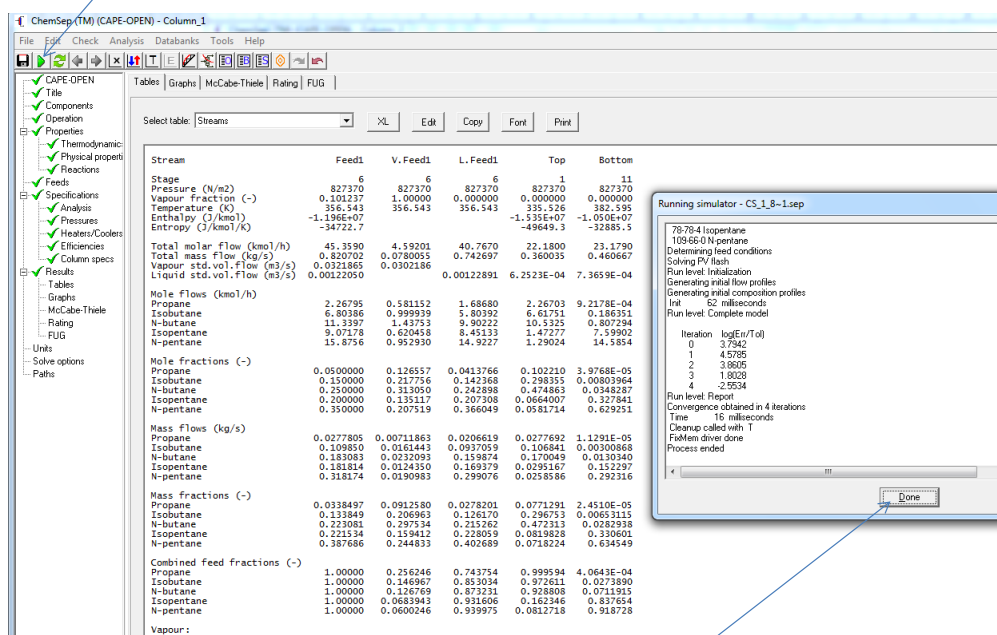 ChemSep (TM) (CAPE-OPEN) - Column_1
File Edit Check Analysis Databanks Tools Help
CAPE-OPEN
Title
Components
Operation
Properties
Thermodynamic:
Physical properti
Reactions
Feeds
Specifications
Analysis
Pressures
Heaters/Coolers
Efficiencies
Column specs
Results
Tables
Graphs
McCabe-Thiele
Rating
FUG
Units
Solve options
Paths
Tables Graphs McCabe-Thiele Rating FUG
Select table: Streams XL Edit Copy Font Print
Stream Feed1 V.Feed1 L.Feed1 Top Bottom
Stage 6 6 6 1 11
Pressure (N/m2) 827370 827370 827370 827370 827370
Vapour fraction (-) 0.101237 1.00000 0.000000 0.000000 0.000000
Temperature (K) 356.543 356.543 356.543 335.526 382.595
Enthalpy (J/kmol) -1.196E+07 -1.535E+07 -1.050E+07
Entropy (J/kmol/K) -34722.7 -49649.3 -32885.5
Total molar flow (kmol/h) 45.3590 4.59201 40.7670 22.1800 23.1790
Total mass flow (kg/s) 0.820702 0.0780055 0.742697 0.360035 0.460667
Vapour std.vol.flow (m3/s) 0.0321865 0.0302186
Liquid std.vol.flow (m3/s) 0.00122050 0.00122891 6.2523E-04 7.3659E-04
Mole flows (kmol/h)
Propane 2.26795 0.581152 1.68680 2.26703 9.2178E-04
Isobutane 6.80386 0.999939 5.80392 6.61751 0.186351
N-butane 11.3397 1.43753 9.90222 10.5325 0.807294
Isopentane 9.07178 0.620458 8.45133 1.47277 7.59902
N-pentane 15.8756 0.952930 14.9227 1.29024 14.5854
Mole fractions (-)
Propane 0.0500000 0.126557 0.0413766 0.102210 3.9768E-05
Isobutane 0.150000 0.217756 0.142368 0.298355 0.00803964
N-butane 0.250000 0.313050 0.242898 0.474863 0.0348287
Isopentane 0.200000 0.135117 0.207308 0.0664007 0.327841
N-pentane 0.350000 0.207519 0.366049 0.0581714 0.629251
Mass flows (kg/s)
Propane 0.0277805 0.00711863 0.0206619 0.0277692 1.1291E-05
Isobutane 0.109850 0.0161443 0.0937059 0.106841 0.00300868
N-butane 0.183083 0.0232093 0.159874 0.170049 0.0130340
Isopentane 0.181814 0.0124350 0.169379 0.0295167 0.152297
N-pentane 0.318174 0.0190983 0.299076 0.0258586 0.292316
Mass fractions (-)
Propane 0.0338497 0.0912580 0.0278201 0.0771291 2.4510E-05
Isobutane 0.133849 0.206963 0.126170 0.296753 0.00653115
N-butane 0.223081 0.297534 0.215262 0.472313 0.0282938
Isopentane 0.221534 0.159412 0.228059 0.0819828 0.330601
N-pentane 0.387686 0.244833 0.402689 0.0718224 0.634549
Combined feed fractions (-)
Propane 1.00000 0.256246 0.743754 0.999594 4.0643E-04
Isobutane 1.00000 0.146967 0.853034 0.972611 0.0273890
N-butane 1.00000 0.126769 0.873231 0.928808 0.0711915
Isopentane 1.00000 0.0683943 0.931606 0.162346 0.837654
N-pentane 1.00000 0.0600246 0.939975 0.0812718 0.918728
Vapour:
Running simulator - CS_1_8~1.sep
78-78-4 Isopentane
109-66-0 N-pentane
Determining feed conditions
Solving PV flash
Run level: Initialization
Generating initial flow profiles
Generating initial composition profiles
Init 62 milliseconds
Run level: Complete model
Iteration log(Err/Tol)
0 3.7942
1 4.5785
2 3.8605
3 1.8028
4 -2.5534
Run level: Report
Convergence obtained in 4 iterations
Time 16 milliseconds
Cleanup called with T
FixMem driver done
Process ended
Done